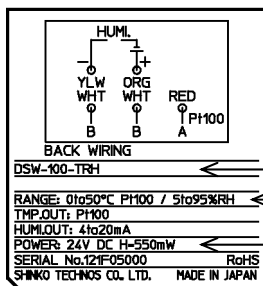 HUMI.
− +
YLW ORG
WHT WHT RED
Pt100
B B A
BACK WIRING
DSW-100-TRH
RANGE: 0to50°C Pt100 / 5to95%RH
TMP.OUT: Pt100
HUMI.OUT: 4to20mA
POWER: 24V DC H-550mW
SERIAL No.121F05000 RoHS
SHINKO TECHNOS CO., LTD. MADE IN JAPAN